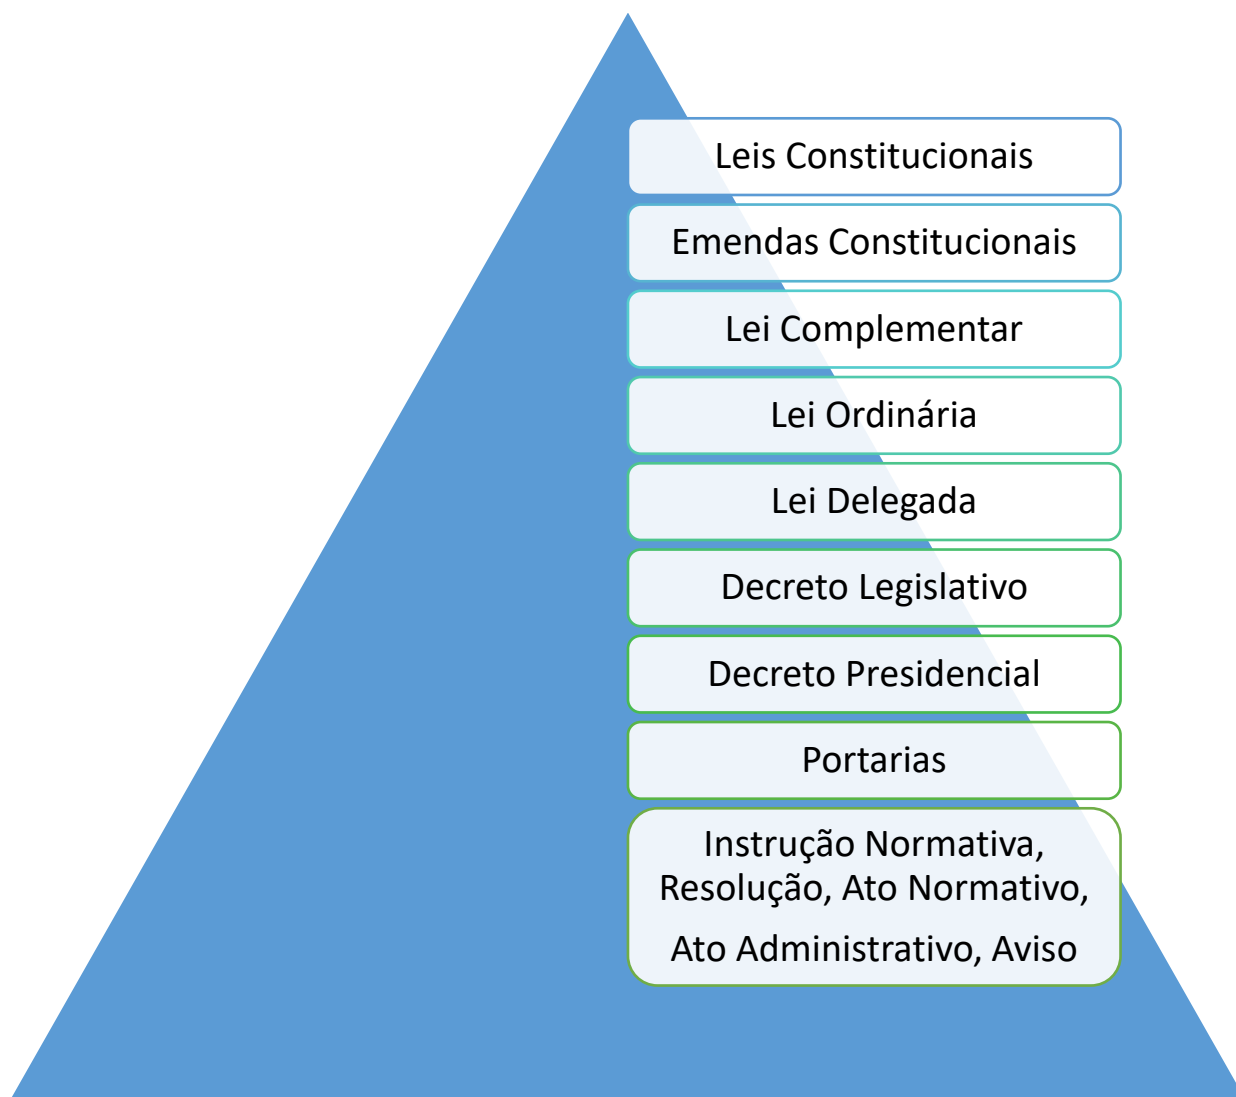 Leis Constitucionais
Emendas Constitucionais
Lei Complementar
Lei Ordinária
Lei Delegada
Decreto Legislativo
Decreto Presidencial
Portarias
Instrução Normativa,
Resolução, Ato Normativo,
Ato Administrativo, Aviso